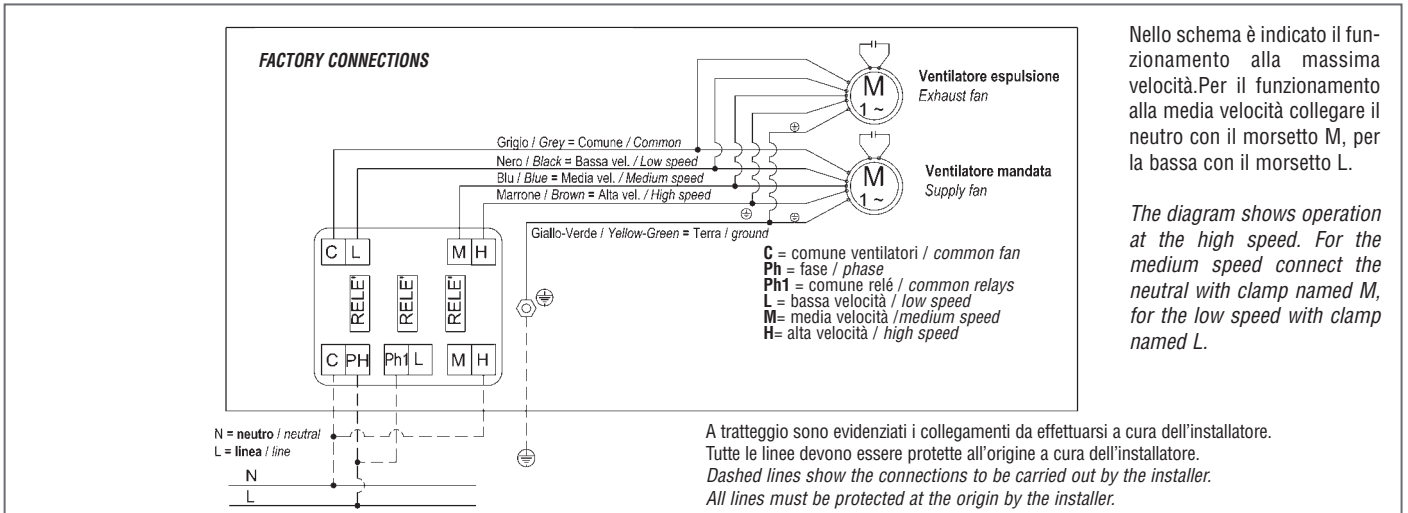 FACTORY CONNECTIONS
M
1 ~
Ventilatore espulsione
Exhaust fan
Grigio / Grey = Comune / Common
Nero / Black = Bassa vel. / Low speed
Blu / Blue = Media vel. / Medium speed
Marrone / Brown = Alta vel. / High speed
M
1 ~
Ventilatore mandata
Supply fan
Giallo-Verde / Yellow-Green = Terra / ground
C L
M H
RELE'
RELE'
RELE'
C PH
Ph1 L
M H
C = comune ventilatori / common fan
Ph = fase / phase
Ph1 = comune relé / common relays
L = bassa velocità / low speed
M= media velocità /medium speed
H= alta velocità / high speed
N = neutro / neutral
L = linea / line
N
L
A tratteggio sono evidenziati i collegamenti da effettuarsi a cura dell'installatore.
Tutte le linee devono essere protette all'origine a cura dell'installatore.
Dashed lines show the connections to be carried out by the installer.
All lines must be protected at the origin by the installer.
Nello schema è indicato il fun-
zionamento alla massima
velocità.Per il funzionamento
alla media velocità collegare il
neutro con il morsetto M, per
la bassa con il morsetto L.
The diagram shows operation
at the high speed. For the
medium speed connect the
neutral with clamp named M,
for the low speed with clamp
named L.